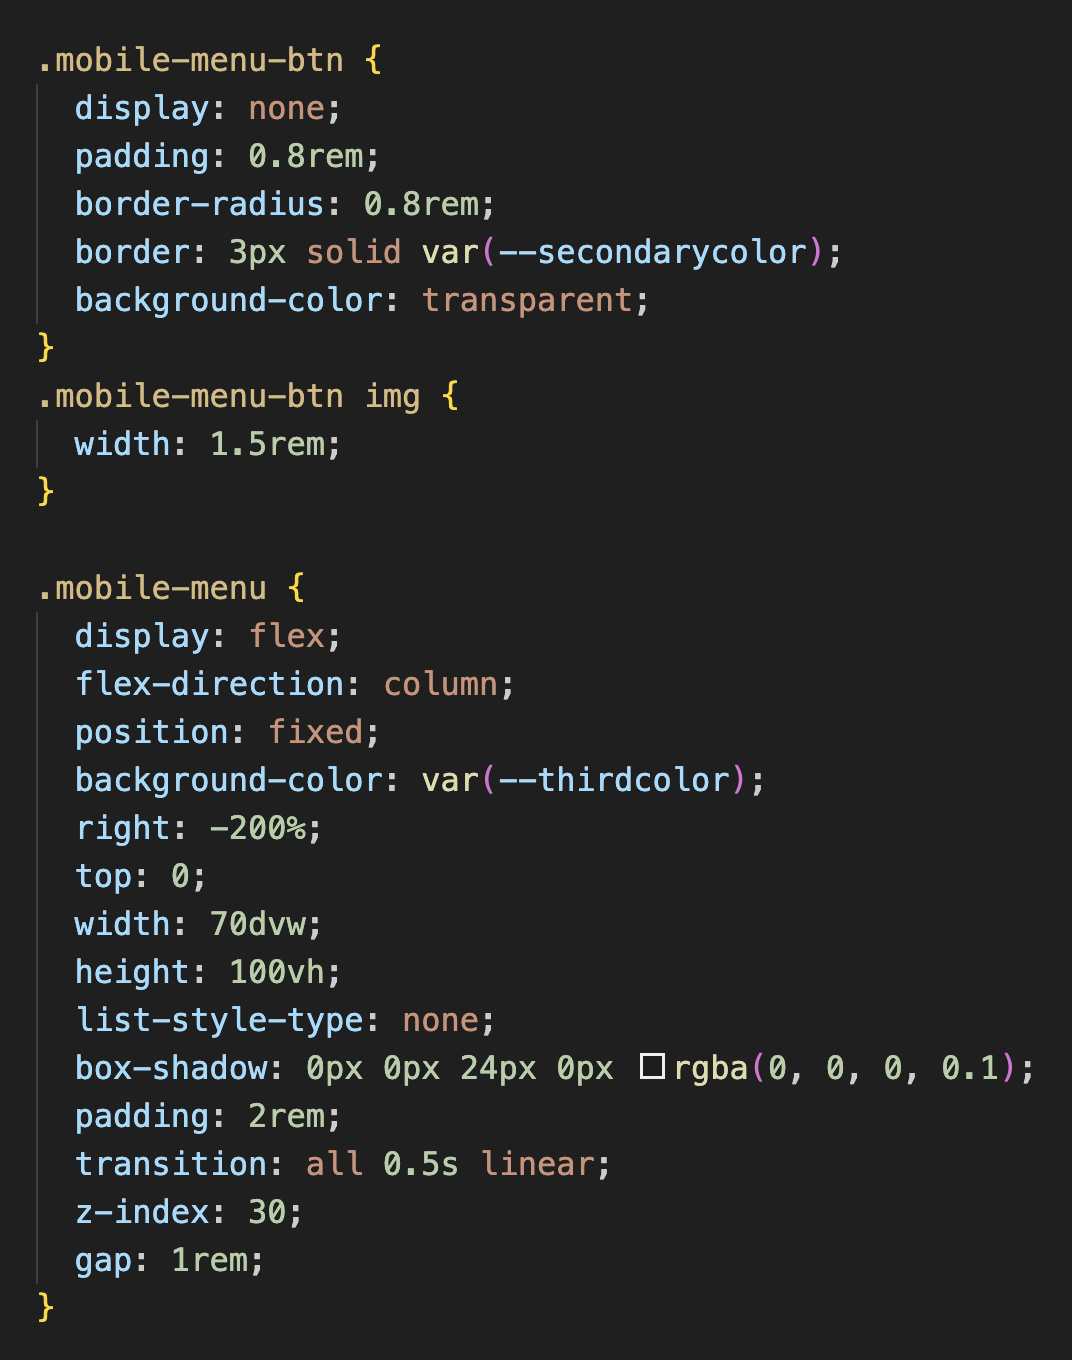 .mobile-menu-btn {
  display: none;
  padding: 0.8rem;
  border-radius: 0.8rem;
  border: 3px solid var(--secondarycolor);
  background-color: transparent;
}
.mobile-menu-btn img {
  width: 1.5rem;
}

.mobile-menu {
  display: flex;
  flex-direction: column;
  position: fixed;
  background-color: var(--thirdcolor);
  right: -200%;
  top: 0;
  width: 70dvw;
  height: 100vh;
  list-style-type: none;
  box-shadow: 0px 0px 24px 0px rgba(0, 0, 0, 0.1);
  padding: 2rem;
  transition: all 0.5s linear;
  z-index: 30;
  gap: 1rem;
}